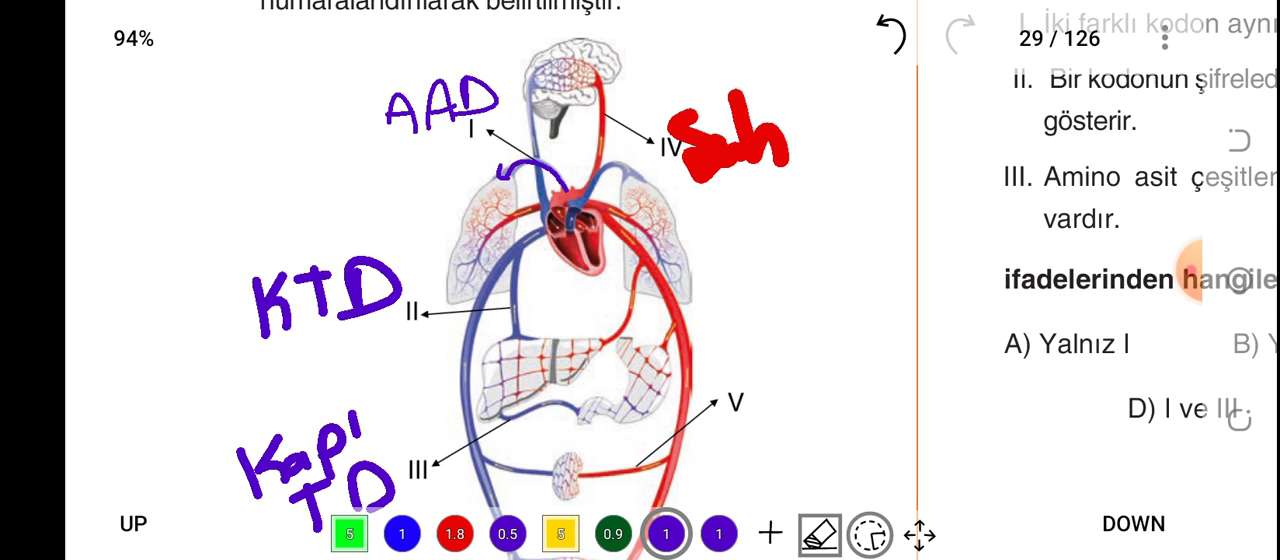 numaralandırılarak belirtilmiştir.
94%
AAD
I
IV
II
KTD
III
Kapı
TD
V
UP
5
1
1.8
0.5
5
0.9
1
1
29 / 126
I. İki farklı kodon aynı
II. Bir kodonun şifreled
gösterir.
III. Amino asit çeşitler
vardır.
ifadelerinden hangile
A) Yalnız I
B) Y
D) I ve III
DOWN